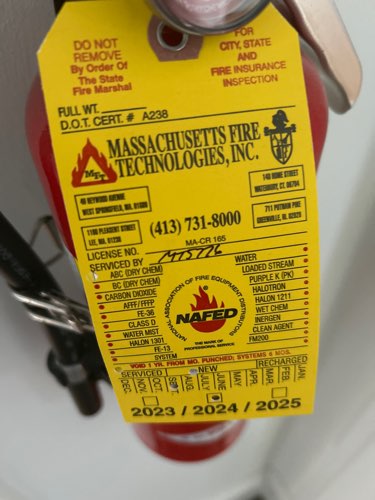 DO NOT
REMOVE
By Order Of
The State
Fire Marshal
FOR
CITY, STATE
AND
FIRE INSURANCE
INSPECTION
FULL WT.
D.O.T. CERT. # A238
MASSACHUSETTS FIRE
TECHNOLOGIES, INC.
MFT
40 HEYWOOD AVENUE
WEST SPRINGFIELD, MA. 01089
140 HOME STREET
WATERBURY, CT. 06704
1100 PLEASENT STREET
LEE, MA. 01238
711 PUTMAN PIKE
GREENVILLE, RI. 02828
(413) 731-8000
MA-CR 165
LICENSE NO.
SERVICED BY
ABC (DRY CHEM)
BC (DRY CHEM)
CARBON DIOXIDE
AFFF/FFFP
FE-36
CLASS D
WATER MIST
HALON 1301
FE-13
SYSTEM
WATER
LOADED STREAM
PURPLE K (PK)
HALOTRON
HALON 1211
WET CHEM
INERGEN
CLEAN AGENT
FM200
NATIONAL ASSOCIATION OF FIRE EQUIPMENT DISTRIBUTORS
NAFED
THE MARK OF
PROFESSIONAL SERVICE
VOID 1 YR. FROM MO. PUNCHED; SYSTEMS 6 MOS.
SERVICED NEW RECHARGED
DEC. NOV. OCT. SEPT. AUG. JULY JUNE MAY APR. MAR. FEB. JAN.
2023 / 2024 / 2025